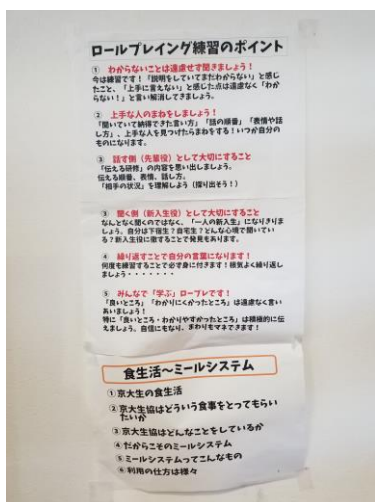 ロールプレイング練習のポイント
① わからないことは遠慮せず聞きましょう！
今は練習です！「説明をしていてまだわからない」と感じ
たこと、「上手に言えない」と感じた点は遠慮なく「わか
らない！」と言い解消してきましょう。
② 上手な人のまねをしましょう！
「聞いていて納得できた言い方」「話の順番」「表情や話
し方」、上手な人を見つけたらまねをする！いつか自分の
ものになります。
③ 話す側（先輩役）として大切にすること
「伝える研修」の内容を思い出しましょう。
伝える順番、表情、話し方。
「相手の状況」を理解しよう（探り出そう！）
③ 聞く側（新入生役）として大切にすること
なんとなく聞くのではなく、「一人の新入生」になりきりま
しょう。自分は下宿生？自宅生？どんな心境で聞いてい
る？新入生役に徹することで発見もあります。
④ 繰り返すことで自分の言葉になります！
何度も練習することで必ず身に付きます！根気よく繰り返し
ましょう・・・・・・・
⑤ みんなで「学ぶ」ロープレです！
「良いところ」「わかりにくかったところ」は遠慮なく言い
あいましょう！
特に「良いところ・わかりやすかったところ」は積極的に伝
えましょう。自信にもなり、まわりもマネできます！
食生活～ミールシステム
①京大生の食生活
②京大生協はどういう食事をとってもらい
たいか
③京大生協はどんなことをしているか
④だからこそのミールシステム
⑤ミールシステムってこんなもの
⑥利用の仕方は様々